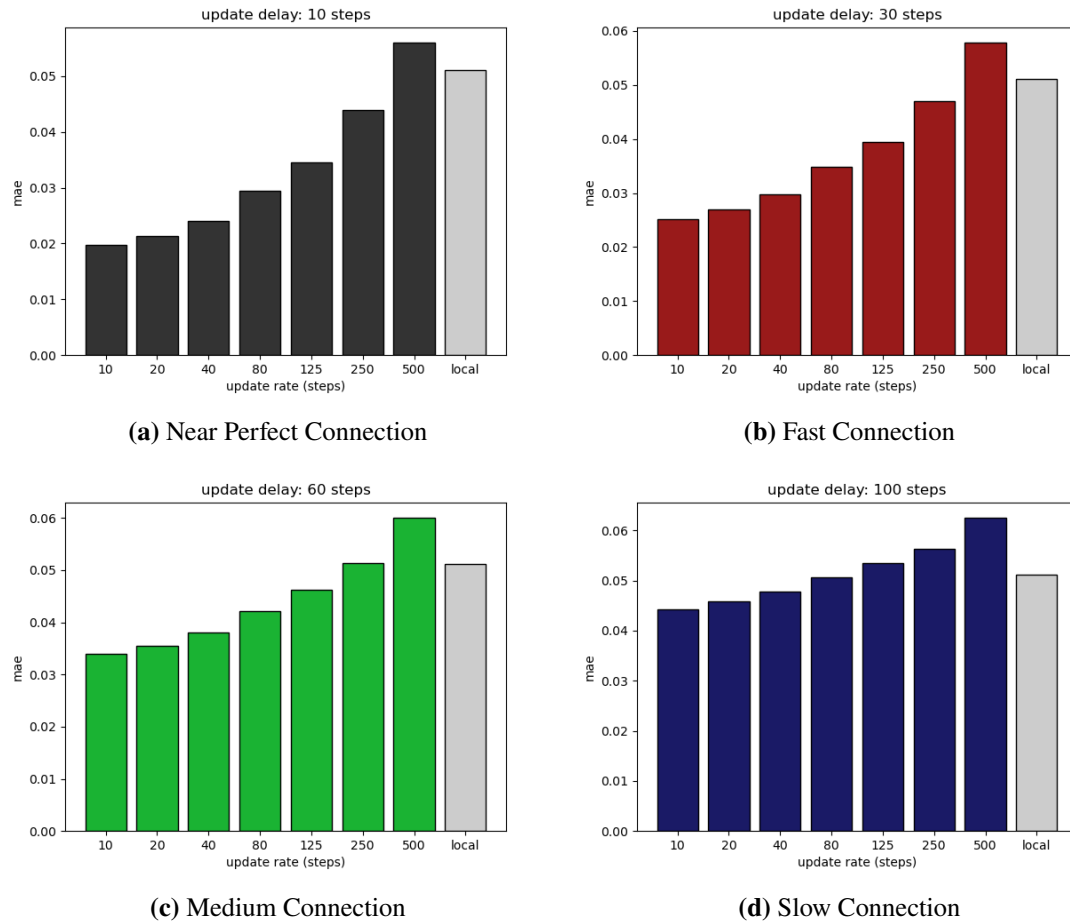 update delay: 10 steps
0.05
0.04
0.03
0.02
0.01
0.00
mae
10 20 40 80 125 250 500 local
update rate (steps)
(a) Near Perfect Connection
update delay: 30 steps
0.06
0.05
0.04
0.03
0.02
0.01
0.00
mae
10 20 40 80 125 250 500 local
update rate (steps)
(b) Fast Connection
update delay: 60 steps
0.06
0.05
0.04
0.03
0.02
0.01
0.00
mae
10 20 40 80 125 250 500 local
update rate (steps)
(c) Medium Connection
update delay: 100 steps
0.06
0.05
0.04
0.03
0.02
0.01
0.00
mae
10 20 40 80 125 250 500 local
update rate (steps)
(d) Slow Connection